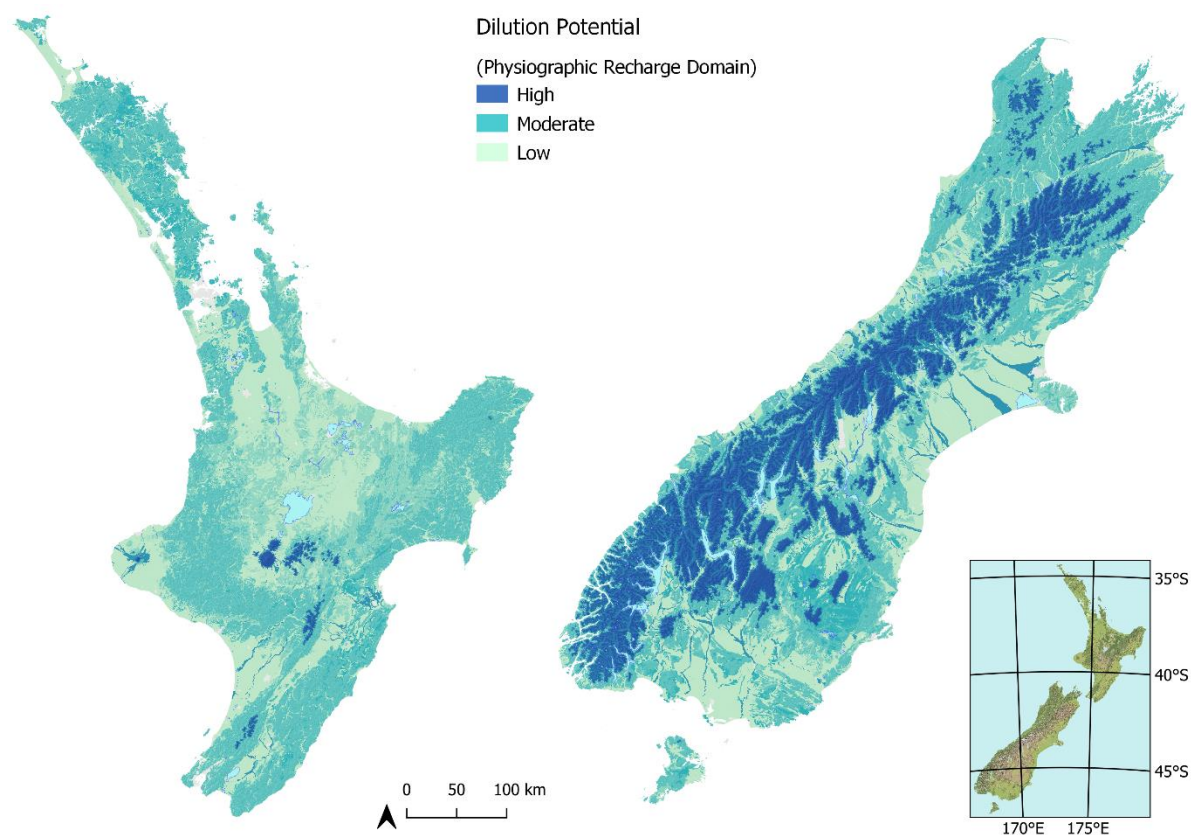 Dilution Potential
(Physiographic Recharge Domain)
High
Moderate
Low
0 50 100 km
35°S
40°S
45°S
170°E 175°E